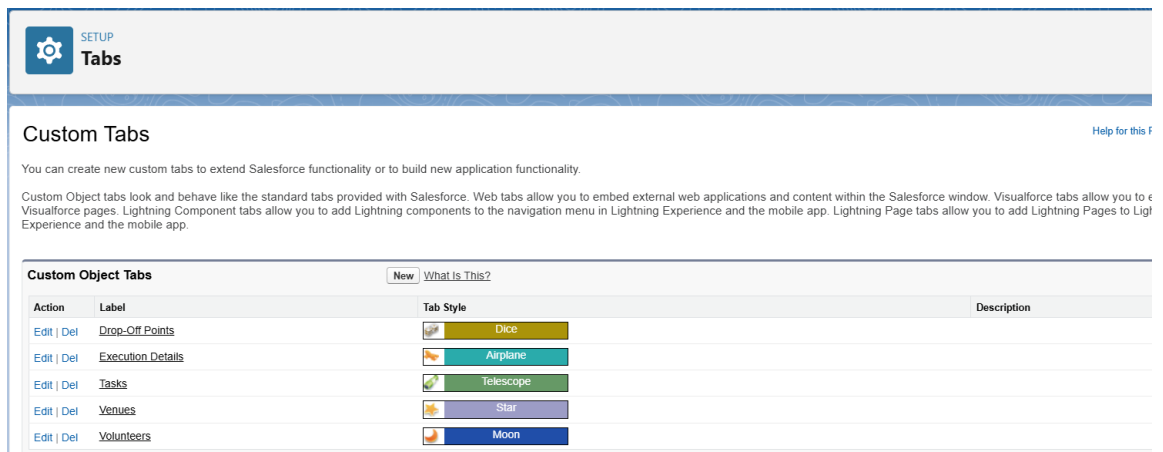 SETUP
Tabs
Custom Tabs
Help for this
You can create new custom tabs to extend Salesforce functionality or to build new application functionality.
Custom Object tabs look and behave like the standard tabs provided with Salesforce. Web tabs allow you to embed external web applications and content within the Salesforce window. Visualforce tabs allow you to
Visualforce pages. Lightning Component tabs allow you to add Lightning components to the navigation menu in Lightning Experience and the mobile app. Lightning Page tabs allow you to add Lightning Pages to
Experience and the mobile app.
Custom Object Tabs New What Is This?
Action Label Tab Style Description
Edit | Del Drop-Off Points Dice
Edit | Del Execution Details Airplane
Edit | Del Tasks Telescope
Edit | Del Venues Star
Edit | Del Volunteers Moon